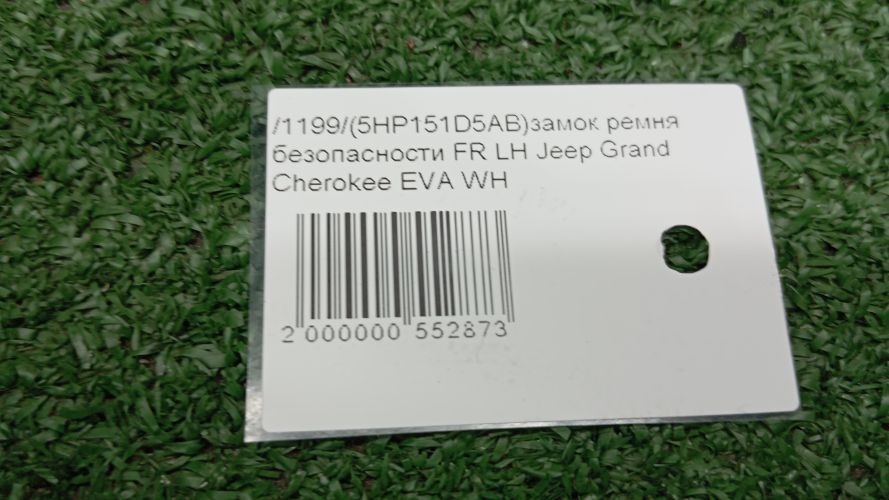 /1199/(5HP151D5AB)замок ремня
безопасности FR LH Jeep Grand
Cherokee EVA WH
2 000000 552873